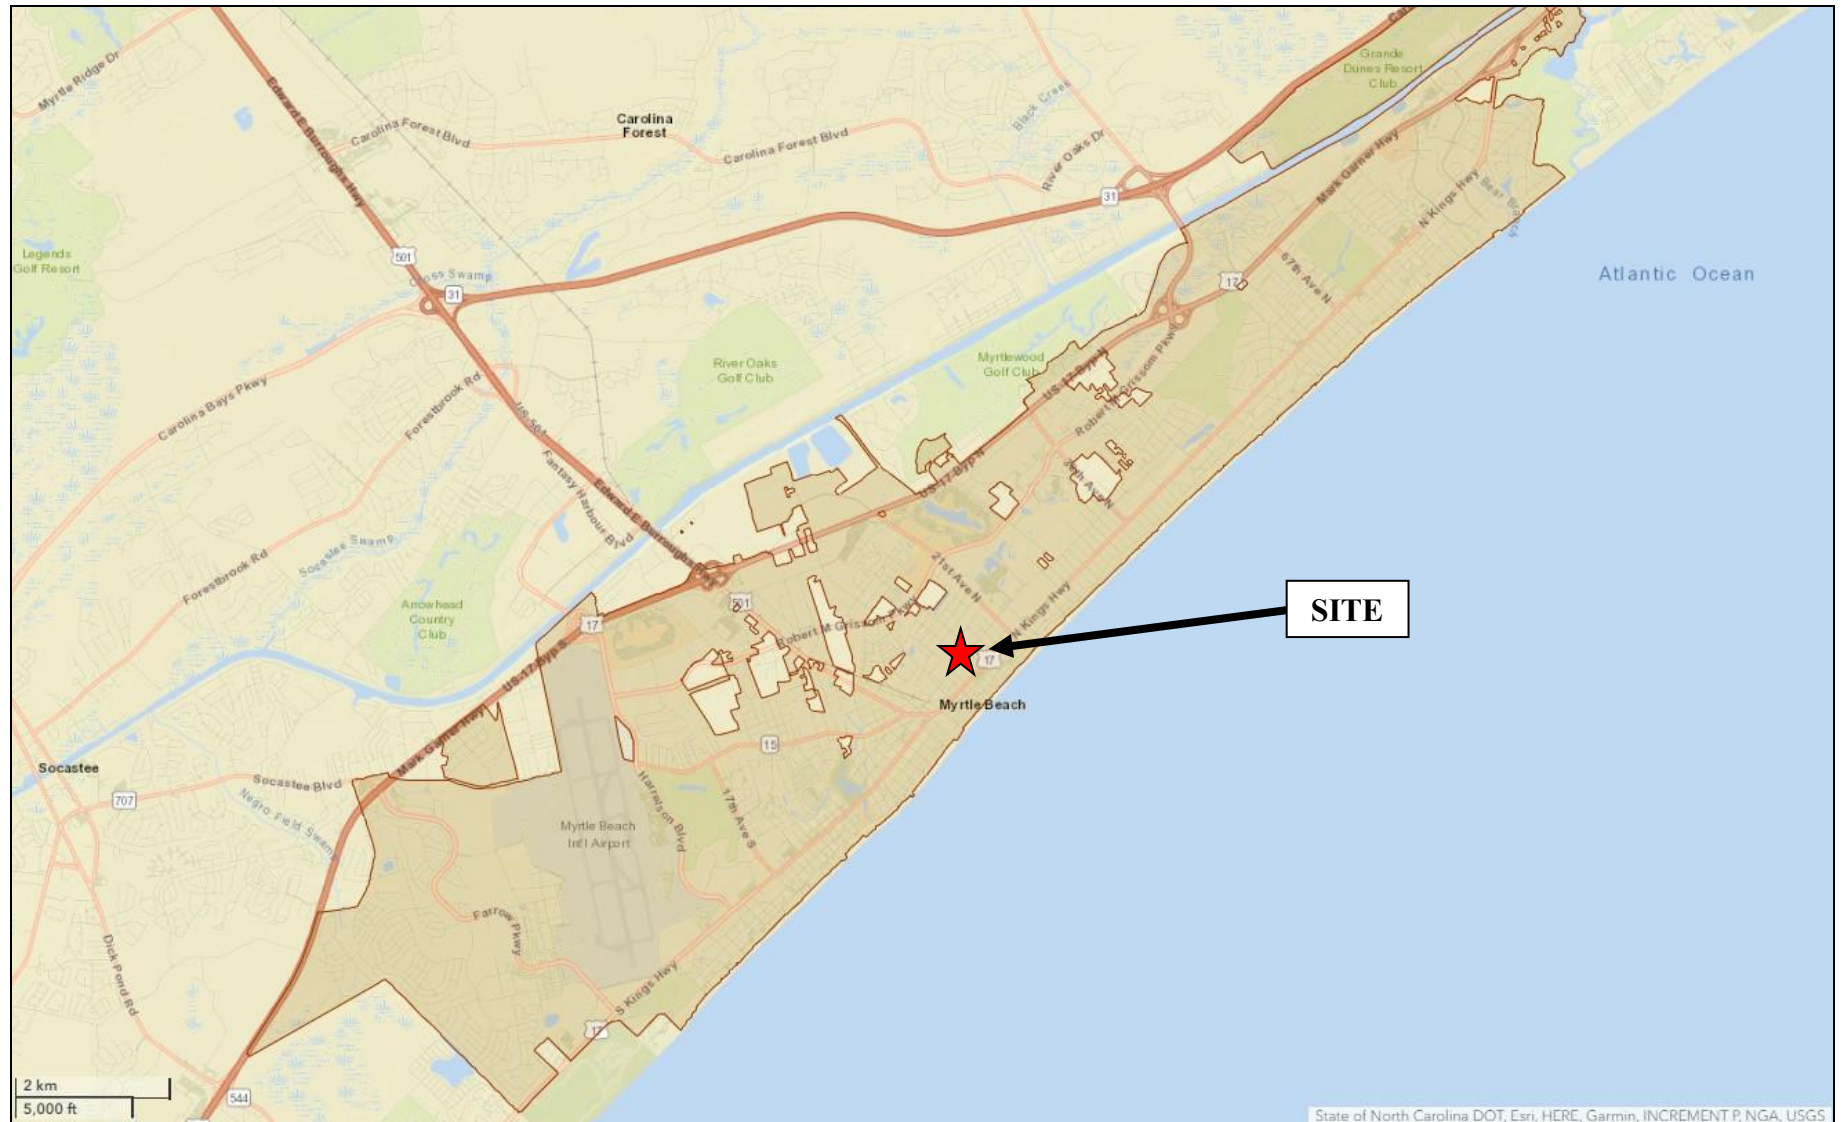 Myrtle Ridge Dr
Edward E Burroughs Hwy
Carolina Forest Blvd
Carolina
Forest
Carolina Forest Blvd
Black Creek
River Oaks Dr
Grande
Dunes Resort
Club
Mark Garner Hwy
N Kings Hwy
31
Legends
Golf Resort
501
31
67th Ave N
17
Atlantic Ocean
Carolina Bays Pkwy
Forestbrook Rd
US-501
River Oaks
Golf Club
Myrtlewood
Golf Club
US-17 Byp N
Robert M Grissom Pkwy
Fantasy Harbour Blvd
Edward E Burroughs Hwy
US-17 Byp N
Forestbrook Rd
Socastee Swamp
Arrowhead
Country
Club
21st Ave N
501
17
Robert M Grissom Pkwy
N Kings Hwy
SITE
17
US-17 Byp S
Myrtle Beach
Mark Garner Hwy
15
Socastee
Socastee Blvd
707
Negro Field Swamp
Harrelson Blvd
17th Ave S
Myrtle Beach
Int'l Airport
Farrow Pkwy
Dick Pond Rd
S Kings Hwy
17
2 km
5,000 ft
544
State of North Carolina DOT, Esri, HERE, Garmin, INCREMENT P, NGA, USGS